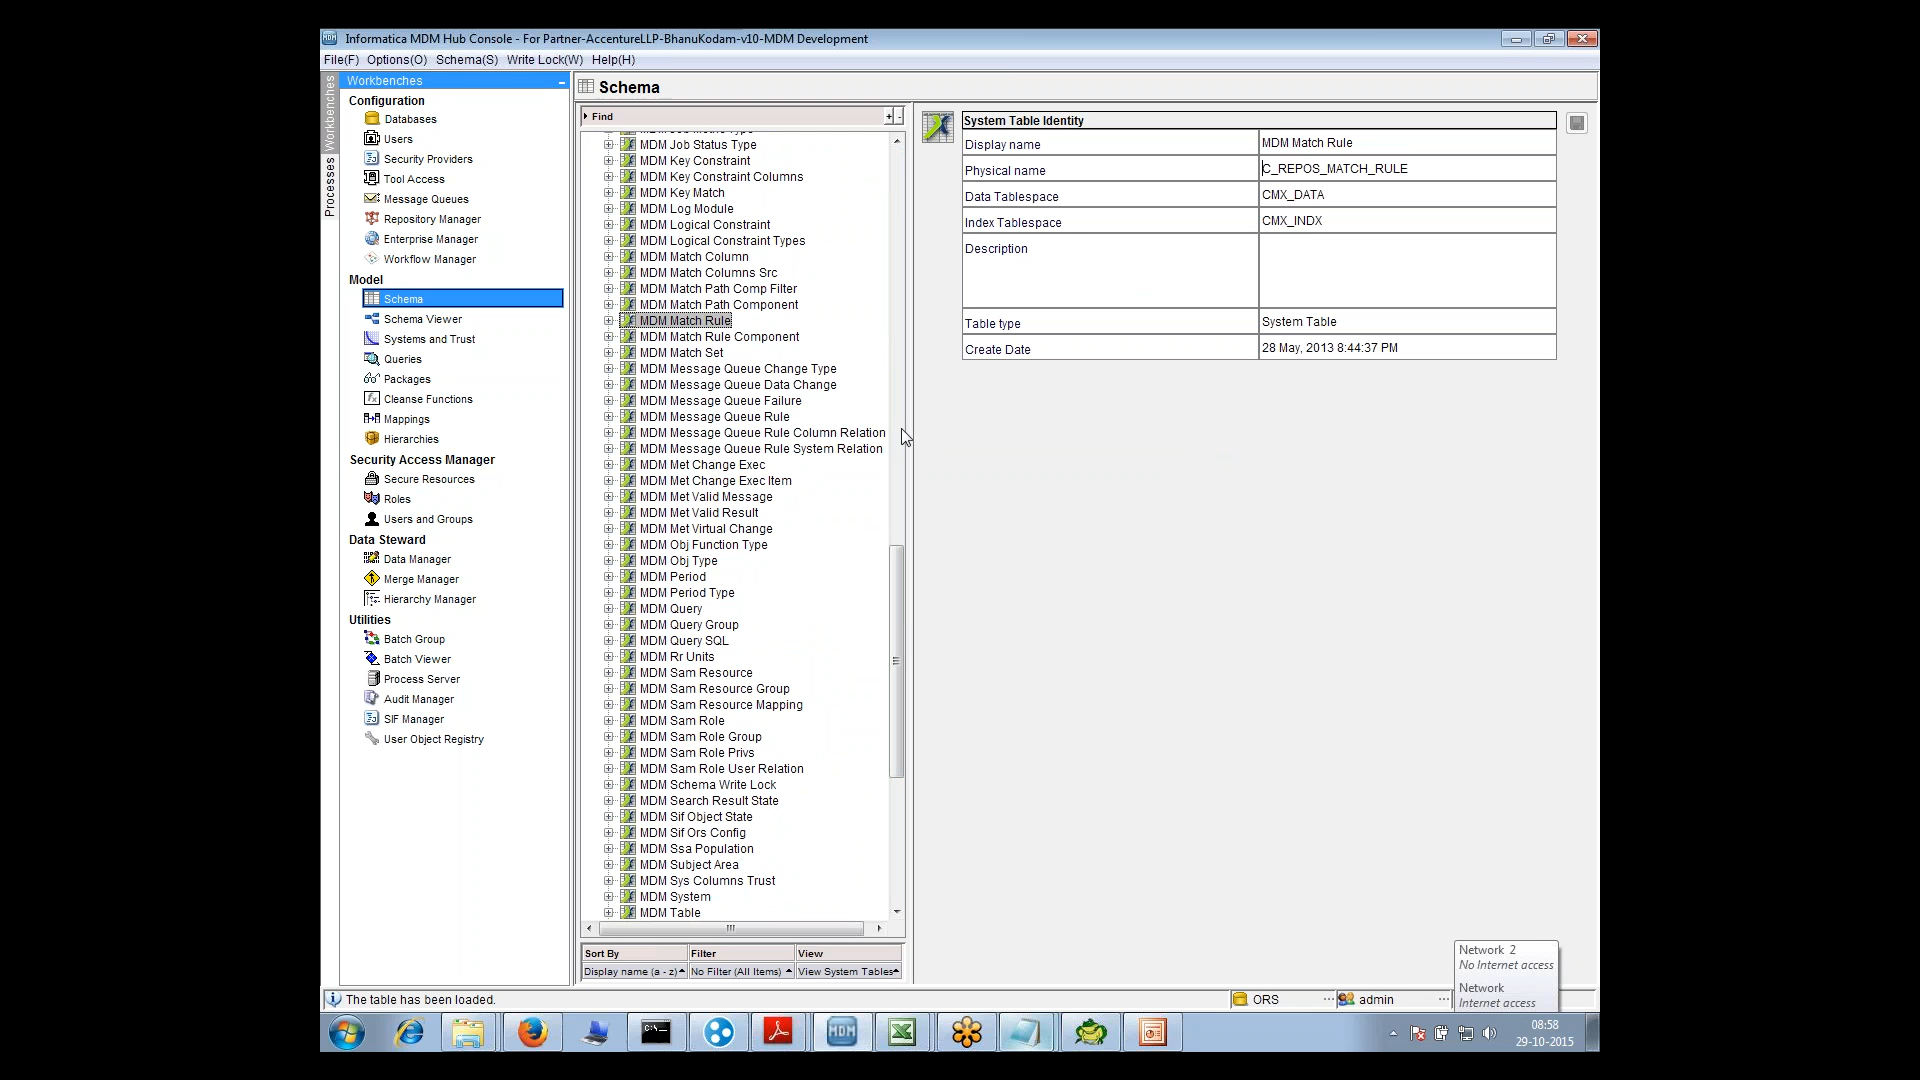 Informatica MDM Hub Console - For Partner-AccentureLLP-BhanuKodam-v10-MDM Development
File(F) Options(O) Schema(S) Write Lock(W) Help(H)
Workbenches
Processes
Workbenches
Configuration
Databases
Users
Security Providers
Tool Access
Message Queues
Repository Manager
Enterprise Manager
Workflow Manager
Model
Schema
Schema Viewer
Systems and Trust
Queries
Packages
Cleanse Functions
Mappings
Hierarchies
Security Access Manager
Secure Resources
Roles
Users and Groups
Data Steward
Data Manager
Merge Manager
Hierarchy Manager
Utilities
Batch Group
Batch Viewer
Process Server
Audit Manager
SIF Manager
User Object Registry
Schema
Find
MDM Job Status Type
MDM Key Constraint
MDM Key Constraint Columns
MDM Key Match
MDM Log Module
MDM Logical Constraint
MDM Logical Constraint Types
MDM Match Column
MDM Match Columns Src
MDM Match Path Comp Filter
MDM Match Path Component
MDM Match Rule
MDM Match Rule Component
MDM Match Set
MDM Message Queue Change Type
MDM Message Queue Data Change
MDM Message Queue Failure
MDM Message Queue Rule
MDM Message Queue Rule Column Relation
MDM Message Queue Rule System Relation
MDM Met Change Exec
MDM Met Change Exec Item
MDM Met Valid Message
MDM Met Valid Result
MDM Met Virtual Change
MDM Obj Function Type
MDM Obj Type
MDM Period
MDM Period Type
MDM Query
MDM Query Group
MDM Query SQL
MDM Rr Units
MDM Sam Resource
MDM Sam Resource Group
MDM Sam Resource Mapping
MDM Sam Role
MDM Sam Role Group
MDM Sam Role Privs
MDM Sam Role User Relation
MDM Schema Write Lock
MDM Search Result State
MDM Sif Object State
MDM Sif Ors Config
MDM Ssa Population
MDM Subject Area
MDM Sys Columns Trust
MDM System
MDM Table
Sort By Filter View
Display name (a - z) No Filter (All Items) View System Tables
System Table Identity
Display name MDM Match Rule
Physical name C_REPOS_MATCH_RULE
Data Tablespace CMX_DATA
Index Tablespace CMX_INDX
Description
Table type System Table
Create Date 28 May, 2013 8:44:37 PM
Network 2
No Internet access
Network
Internet access
The table has been loaded.
ORS
admin
MDM
08:58
29-10-2015